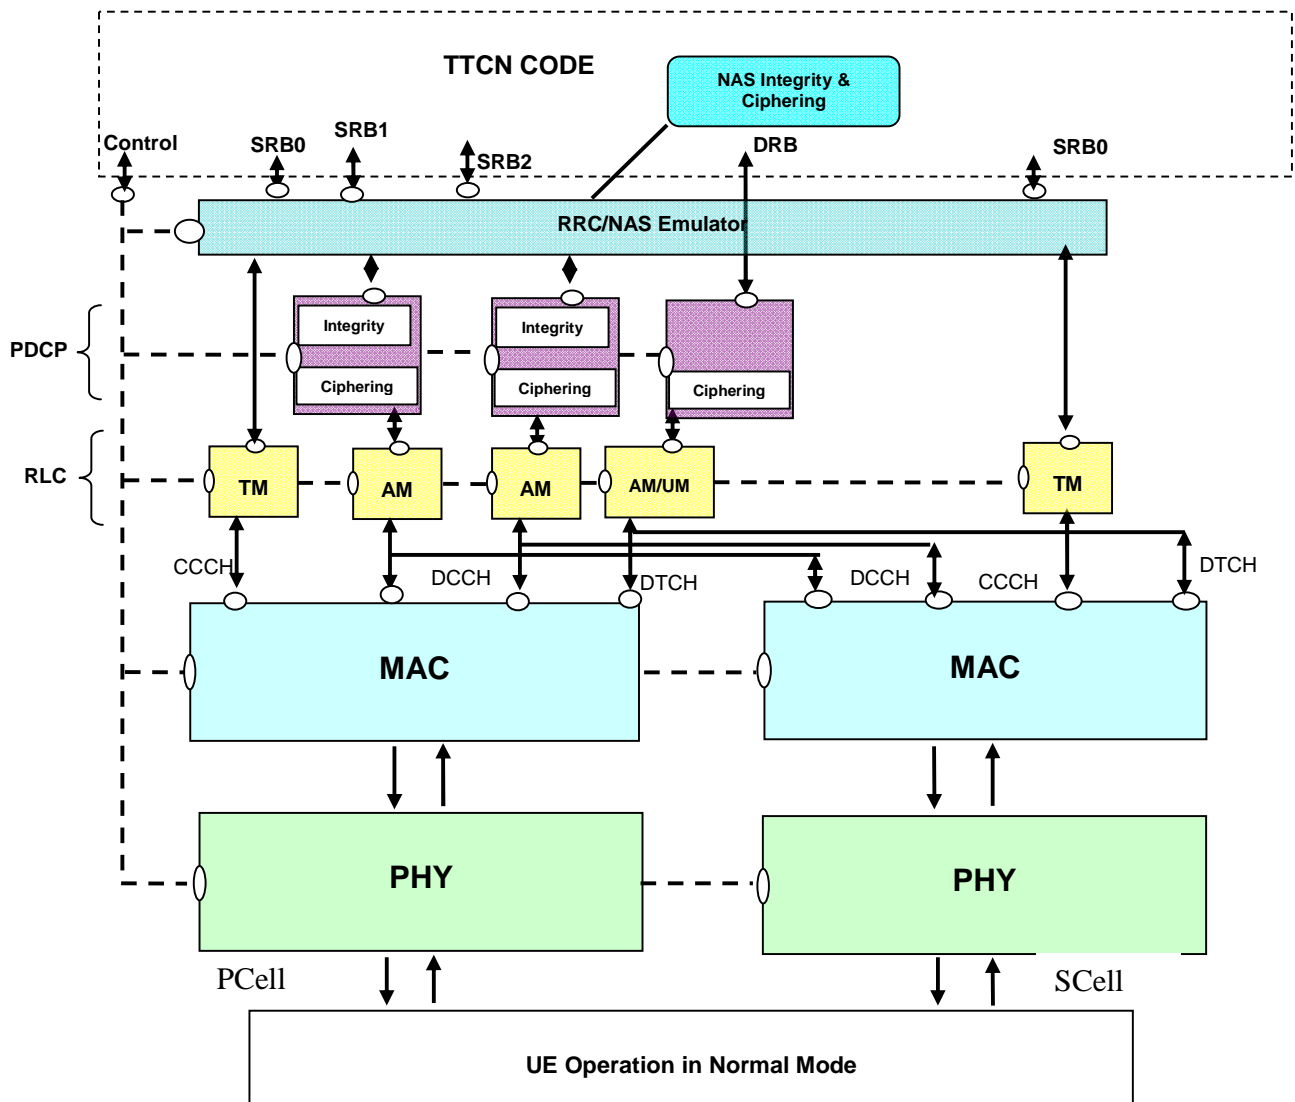 TTCN CODE
NAS Integrity &
Ciphering
Control
SRB0
SRB1
SRB2
DRB
SRB0
RRC/NAS Emulator
PDCP
Integrity
Ciphering
Integrity
Ciphering
Ciphering
RLC
TM
AM
AM
AM/UM
TM
CCCH
DCCH
DTCH
DCCH
CCCH
DTCH
MAC
MAC
PHY
PHY
PCell
SCell
UE Operation in Normal Mode